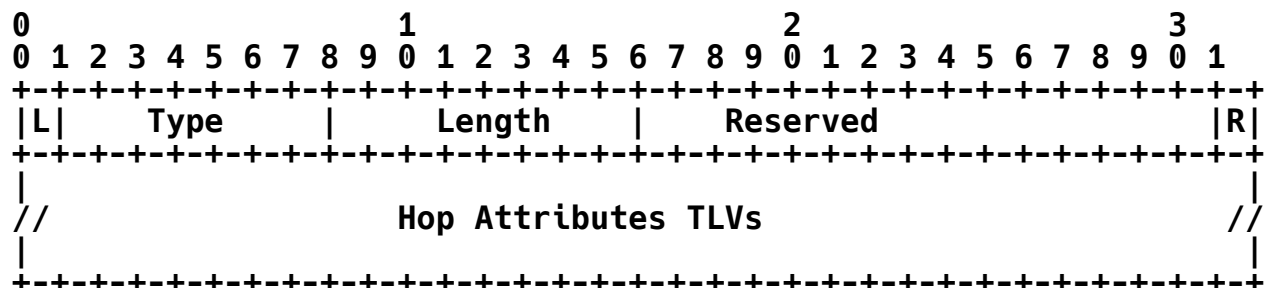 0                   1                   2                   3
0 1 2 3 4 5 6 7 8 9 0 1 2 3 4 5 6 7 8 9 0 1 2 3 4 5 6 7 8 9 0 1
+-+-+-+-+-+-+-+-+-+-+-+-+-+-+-+-+-+-+-+-+-+-+-+-+-+-+-+-+-+-+-+-+
|L|    Type     |     Length    |    Reserved                 |R|
+-+-+-+-+-+-+-+-+-+-+-+-+-+-+-+-+-+-+-+-+-+-+-+-+-+-+-+-+-+-+-+-+
|                                                               |
//                  Hop Attributes TLVs                        //
|                                                               |
+-+-+-+-+-+-+-+-+-+-+-+-+-+-+-+-+-+-+-+-+-+-+-+-+-+-+-+-+-+-+-+-+